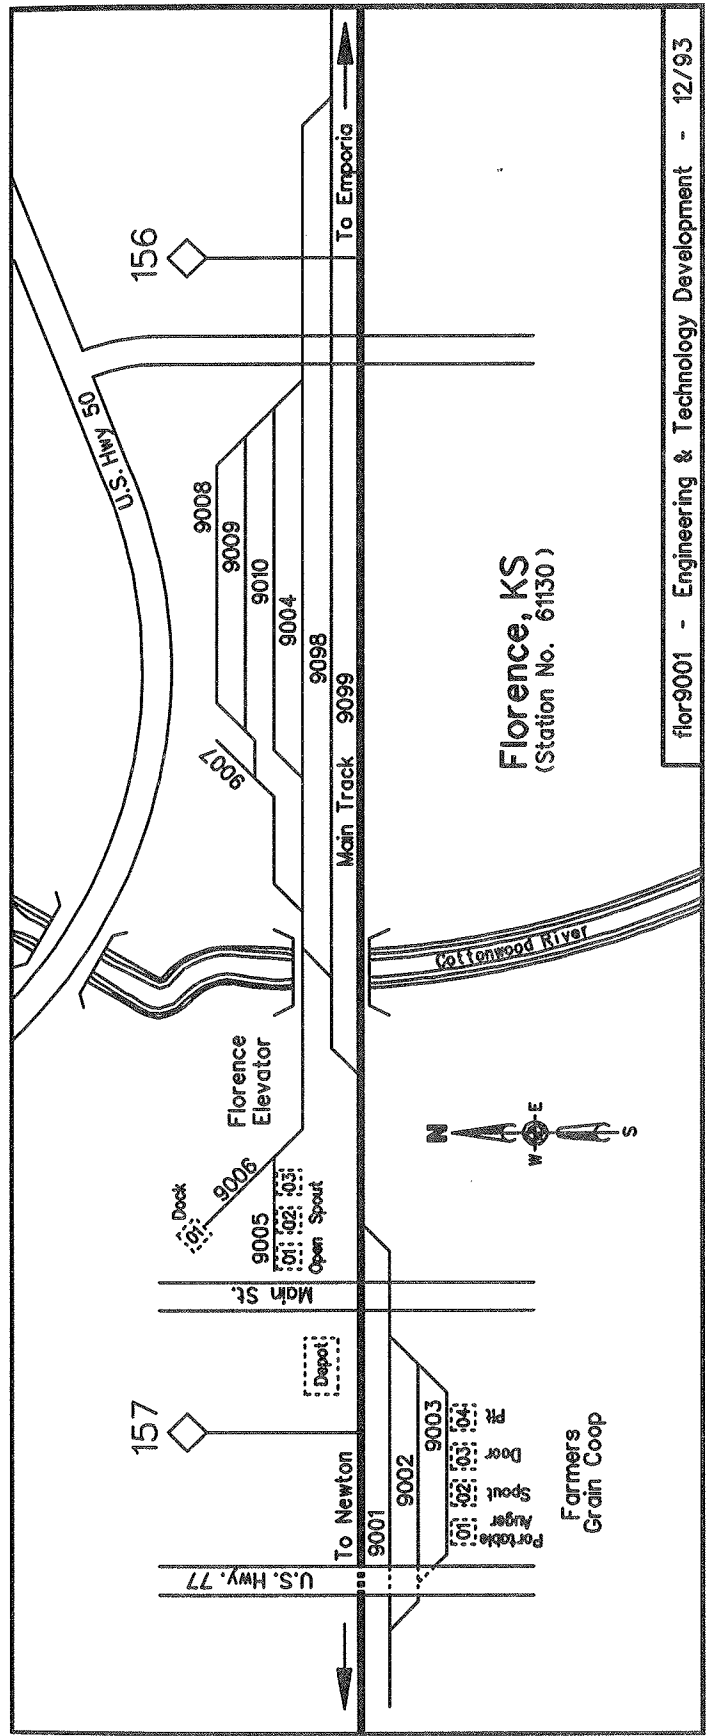 157
156
U.S. Hwy 50
To Newton
To Emporia
U.S. Hwy. 77
Main St.
Depot
Dock
01
9006
9005
01 02 03
Open Spout
Florence
Elevator
9007
9008
9009
9010
9004
9098
Main Track 9099
9001
9002
9003
01 02 03 04
Portable
Auger
Spout
Door
Pit
Farmers
Grain Coop
N
W
E
S
Cottonwood River
Florence, KS
(Station No. 61130)
flor9001 - Engineering & Technology Development - 12/93